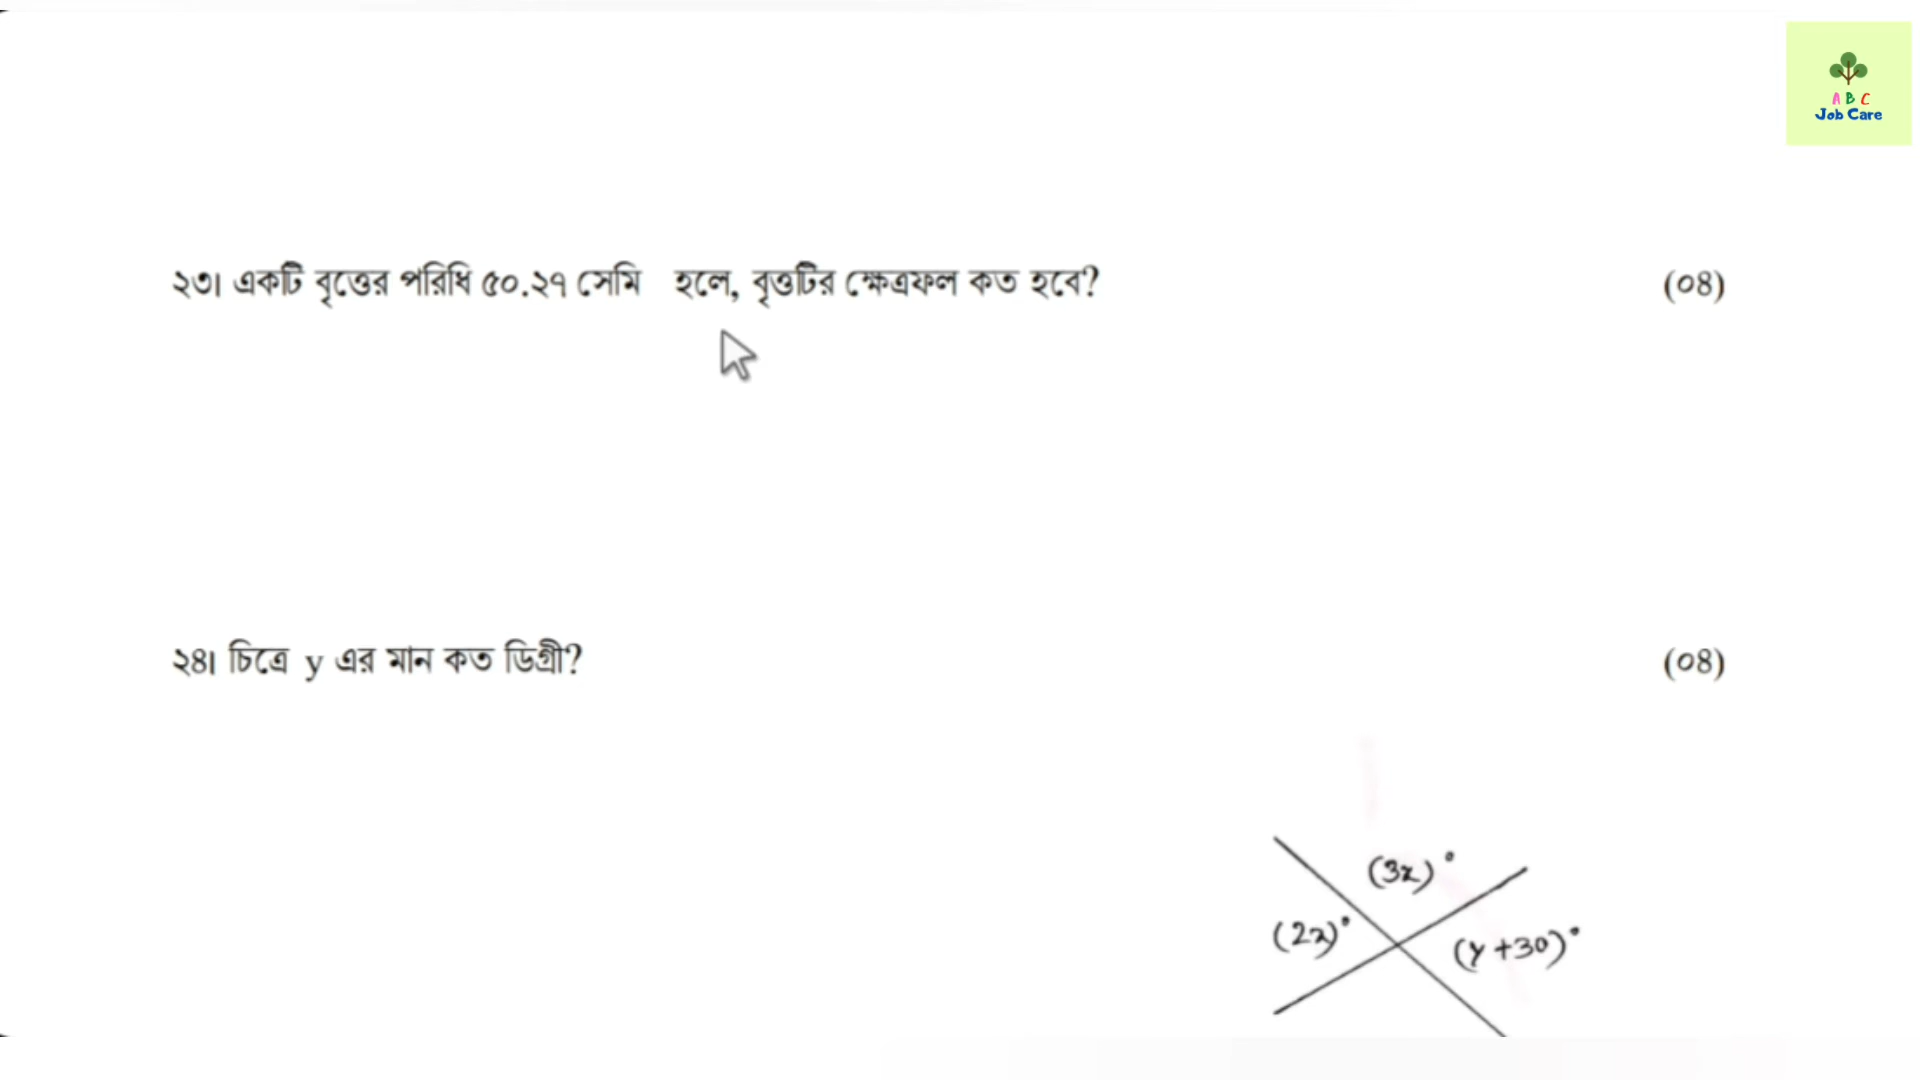 A B C
Job Care
২৩। একটি বৃত্তের পরিধি ৫০.২৭ সেমি হলে, বৃত্তটির ক্ষেত্রফল কত হবে? (০৪)
২৪। চিত্রে y এর মান কত ডিগ্রী? (০৪)
(3x)°
(2x)°
(y+30)°